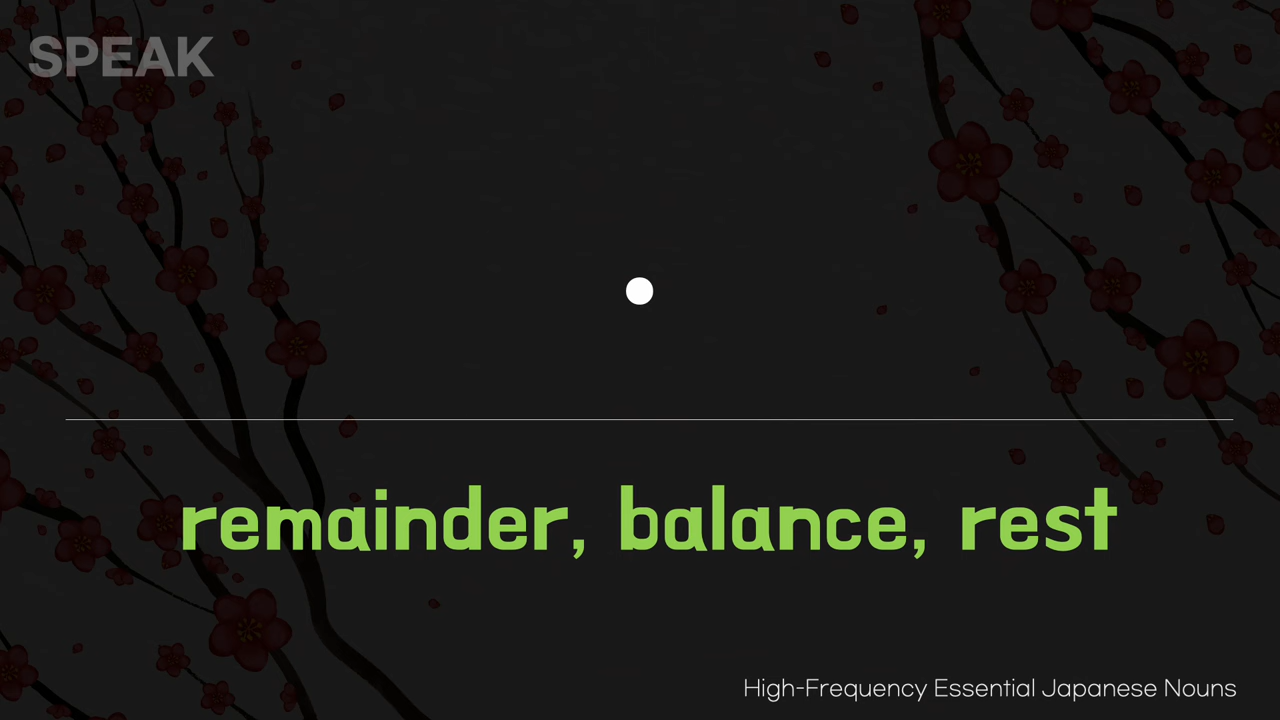 SPEAK
remainder, balance, rest
High-Frequency Essential Japanese Nouns